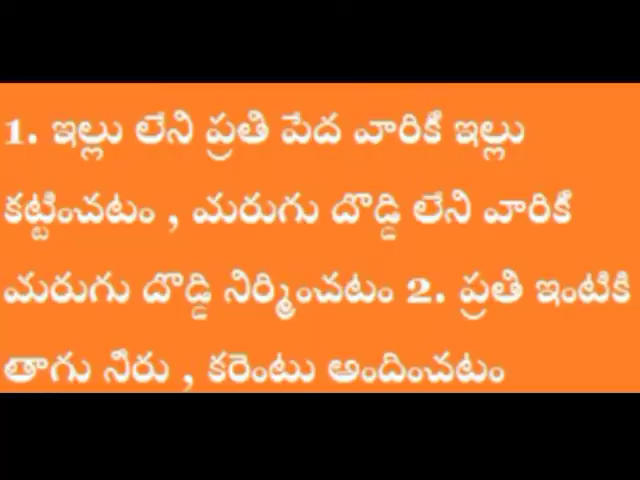 1. ఇల్లు లేని ప్రతి పేద వారికీ ఇల్లు
కట్టించటం , మరుగు దొడ్డి లేని వారికీ
మరుగు దొడ్డి నిర్మించటం 2. ప్రతి ఇంటికి
తాగు నీరు , కరెంటు అందించటం